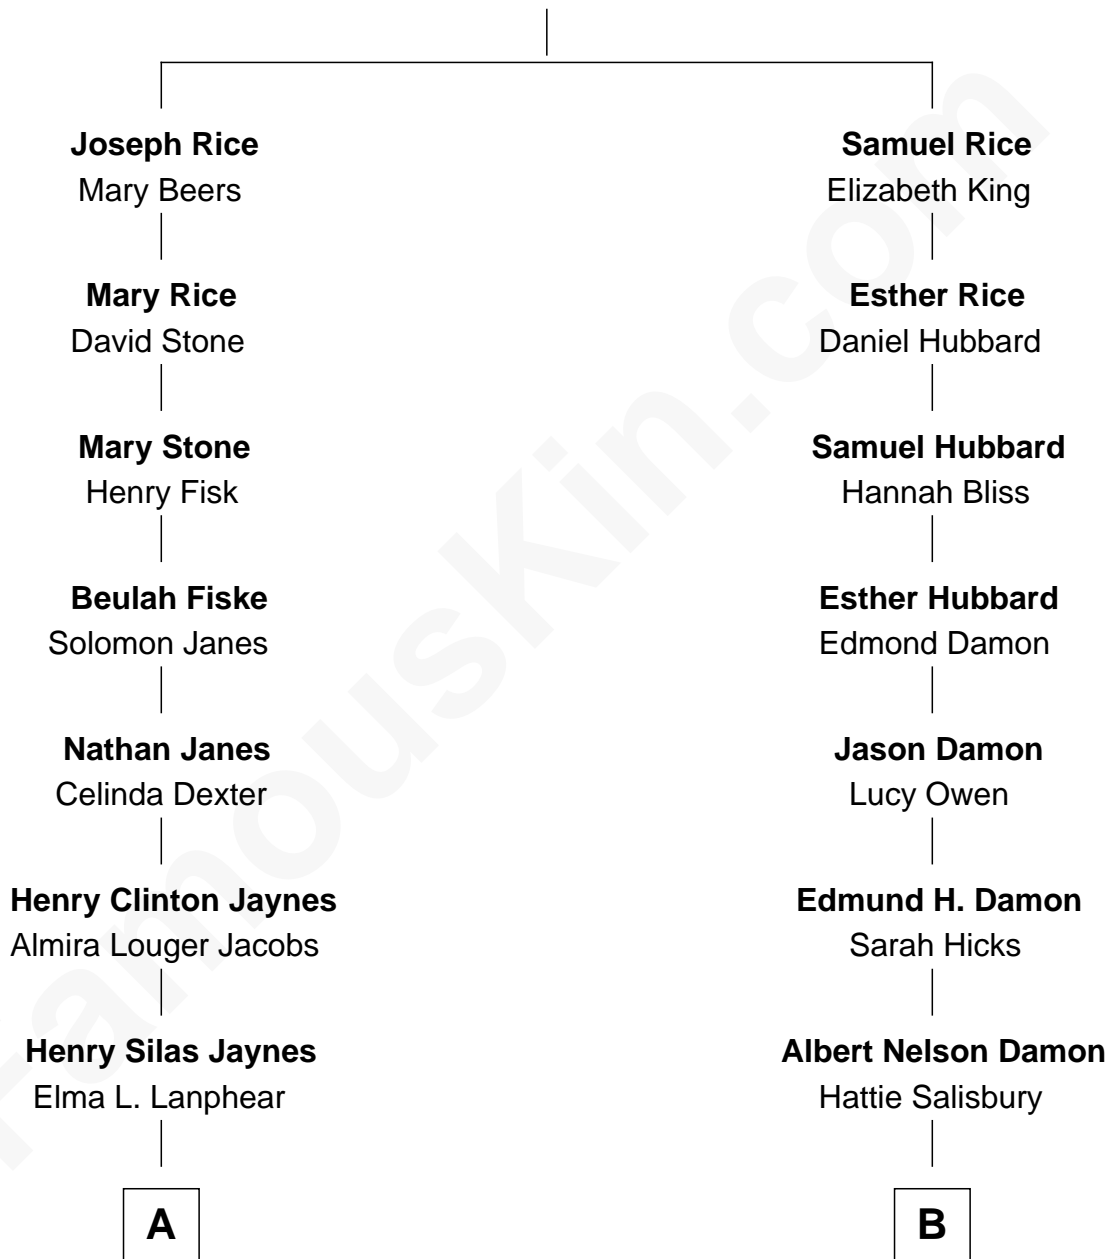 Joseph Rice
Mary Beers
Samuel Rice
Elizabeth King
Mary Rice
David Stone
Esther Rice
Daniel Hubbard
Mary Stone
Henry Fisk
Samuel Hubbard
Hannah Bliss
Beulah Fiske
Solomon Janes
Esther Hubbard
Edmond Damon
Nathan Janes
Celinda Dexter
Jason Damon
Lucy Owen
Henry Clinton Jaynes
Almira Louger Jacobs
Edmund H. Damon
Sarah Hicks
Henry Silas Jaynes
Elma L. Lanphear
Albert Nelson Damon
Hattie Salisbury
A
B
FamousKin.com